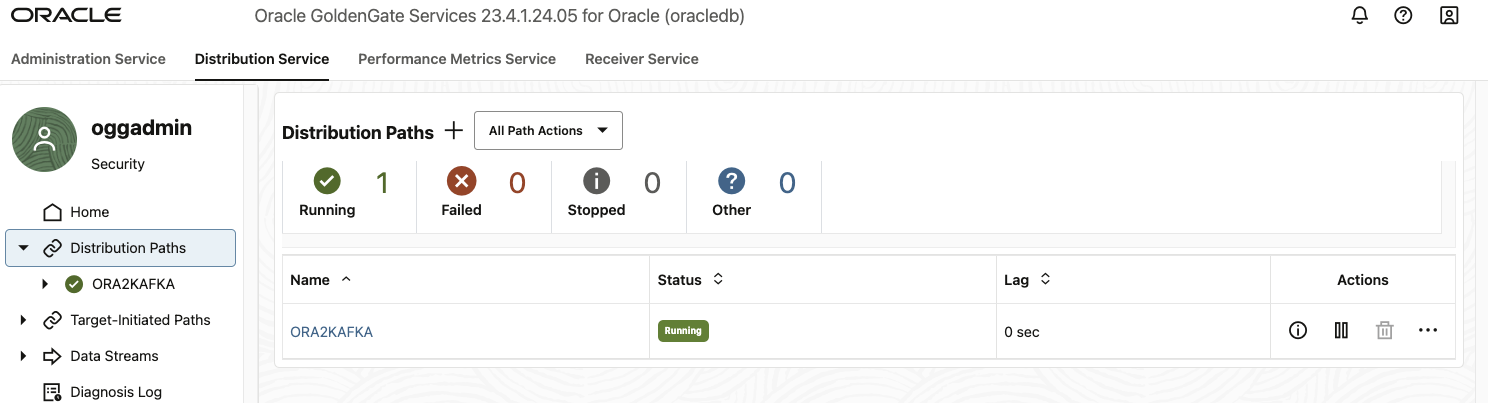 ORACLE Oracle GoldenGate Services 23.4.1.24.05 for Oracle (oracledb)
Administration Service Distribution Service Performance Metrics Service Receiver Service
oggadmin
Security
Home
Distribution Paths
ORA2KAFKA
Target-Initiated Paths
Data Streams
Diagnosis Log
Distribution Paths All Path Actions
1 0 0 0
Running Failed Stopped Other
Name Status Lag Actions
ORA2KAFKA Running 0 sec